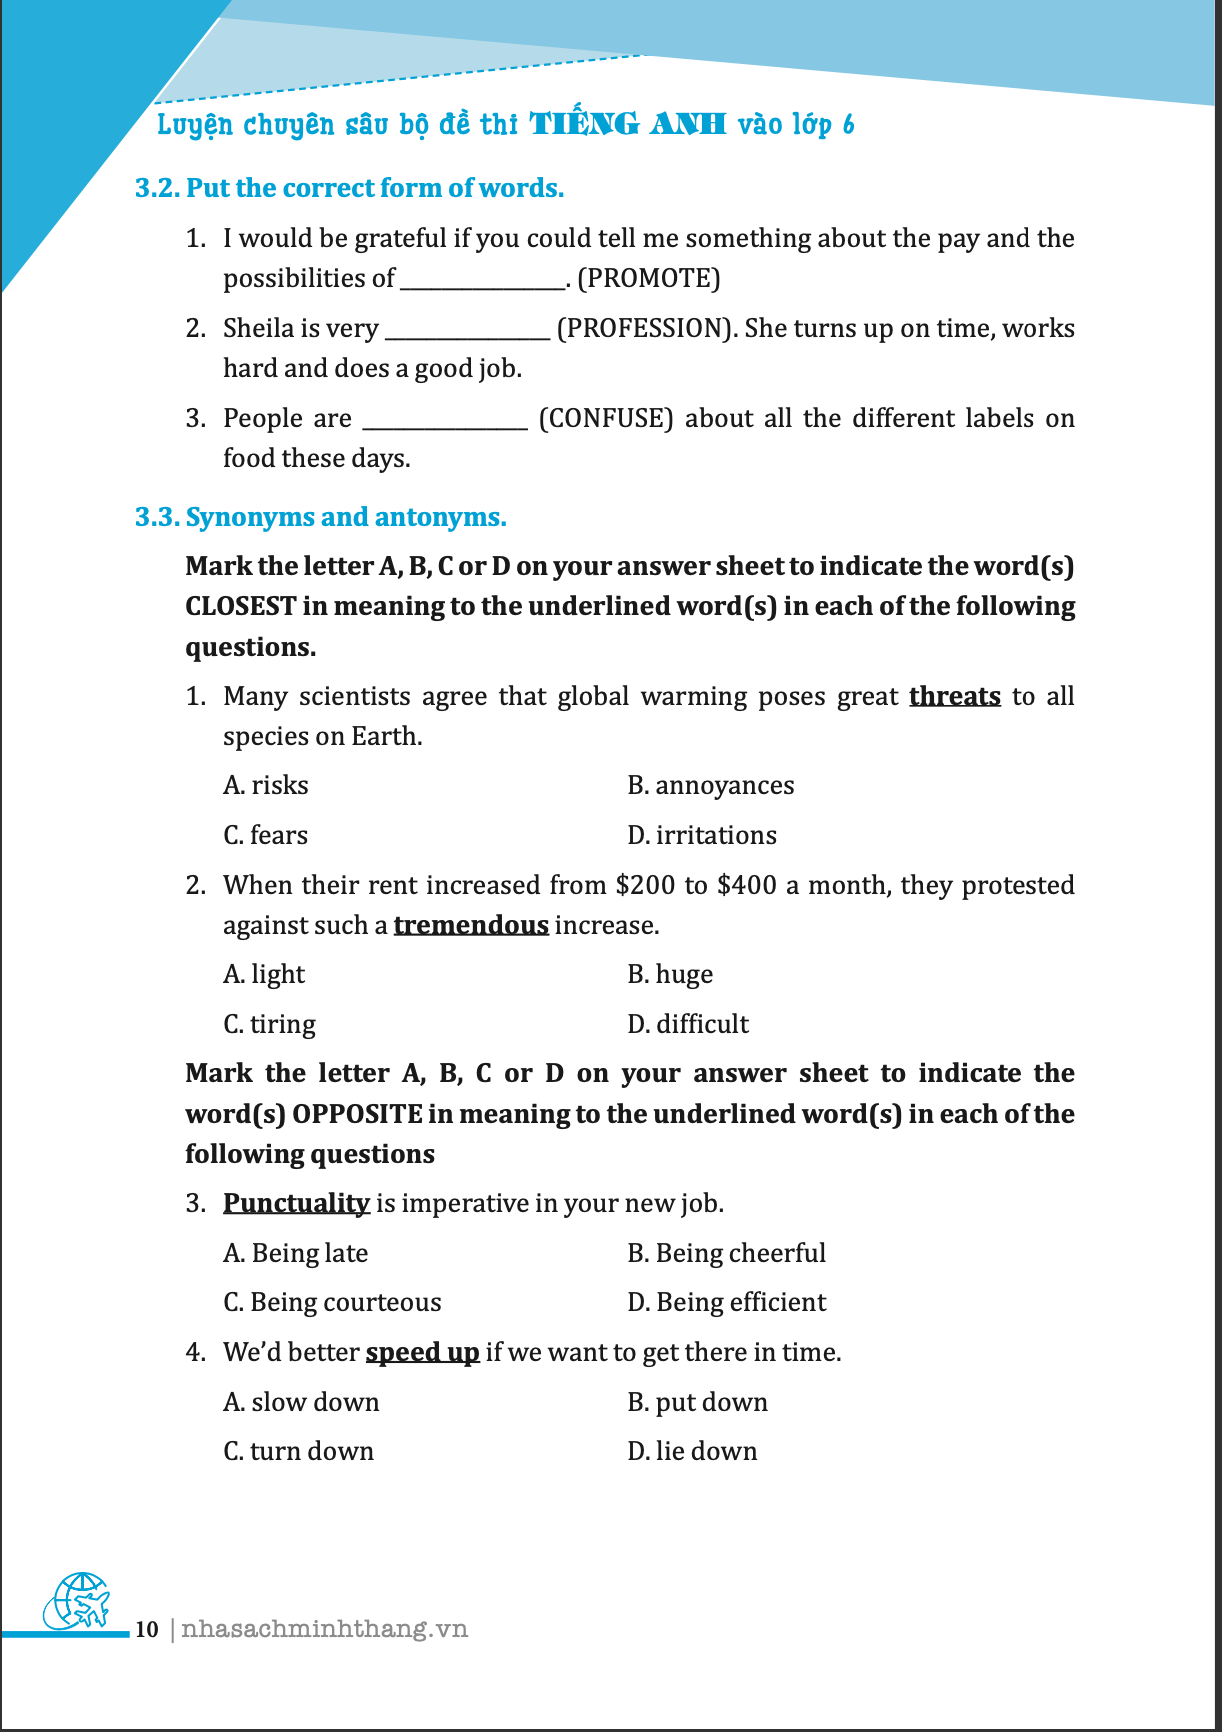 Luyện chuyên sâu bộ đề thi TIẾNG ANH vào lớp 6
3.2. Put the correct form of words.
1. I would be grateful if you could tell me something about the pay and the
possibilities of ______________. (PROMOTE)
2. Sheila is very ______________ (PROFESSION). She turns up on time, works
hard and does a good job.
3. People are ______________ (CONFUSE) about all the different labels on
food these days.
3.3. Synonyms and antonyms.
Mark the letter A, B, C or D on your answer sheet to indicate the word(s)
CLOSEST in meaning to the underlined word(s) in each of the following
questions.
1. Many scientists agree that global warming poses great threats to all
species on Earth.
A. risks B. annoyances
C. fears D. irritations
2. When their rent increased from $200 to $400 a month, they protested
against such a tremendous increase.
A. light B. huge
C. tiring D. difficult
Mark the letter A, B, C or D on your answer sheet to indicate the
word(s) OPPOSITE in meaning to the underlined word(s) in each of the
following questions
3. Punctuality is imperative in your new job.
A. Being late B. Being cheerful
C. Being courteous D. Being efficient
4. We’d better speed up if we want to get there in time.
A. slow down B. put down
C. turn down D. lie down
10 | nhasachminhthang.vn